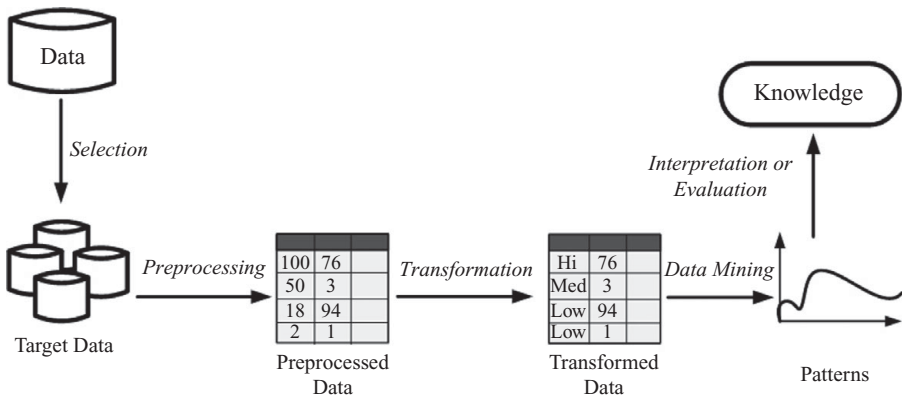 Data
Selection
Target Data
Preprocessing
100 76
50 3
18 94
2 1
Preprocessed
Data
Transformation
Hi 76
Med 3
Low 94
Low 1
Transformed
Data
Data Mining
Patterns
Interpretation or
Evaluation
Knowledge